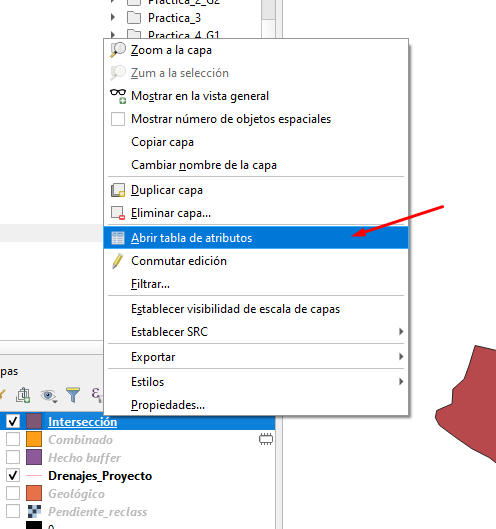 Practica_2_G2
Practica_3
Practica_4_G1
Zoom a la capa
Zum a la selección
Mostrar en la vista general
Mostrar número de objetos espaciales
Copiar capa
Cambiar nombre de la capa
Duplicar capa
Eliminar capa...
Abrir tabla de atributos
Conmutar edición
Filtrar...
Establecer visibilidad de escala de capas
Establecer SRC
Exportar
Estilos
Propiedades...
pas
Intersección
Combinado
Hecho buffer
Drenajes_Proyecto
Geológico
Pendiente_reclass